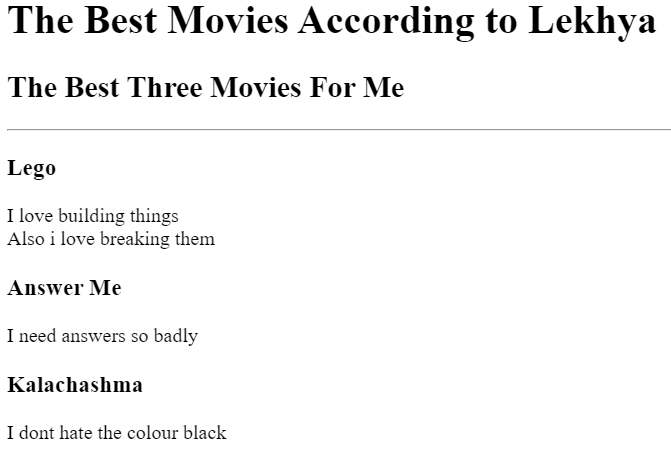 The Best Movies According to Lekhya
The Best Three Movies For Me
Lego
I love building things
Also i love breaking them
Answer Me
I need answers so badly
Kalachashma
I dont hate the colour black